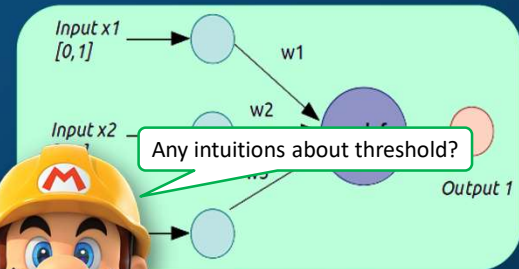 Input x1
[0,1]
w1
w2
Input x2
Any intuitions about threshold?
Output 1
M